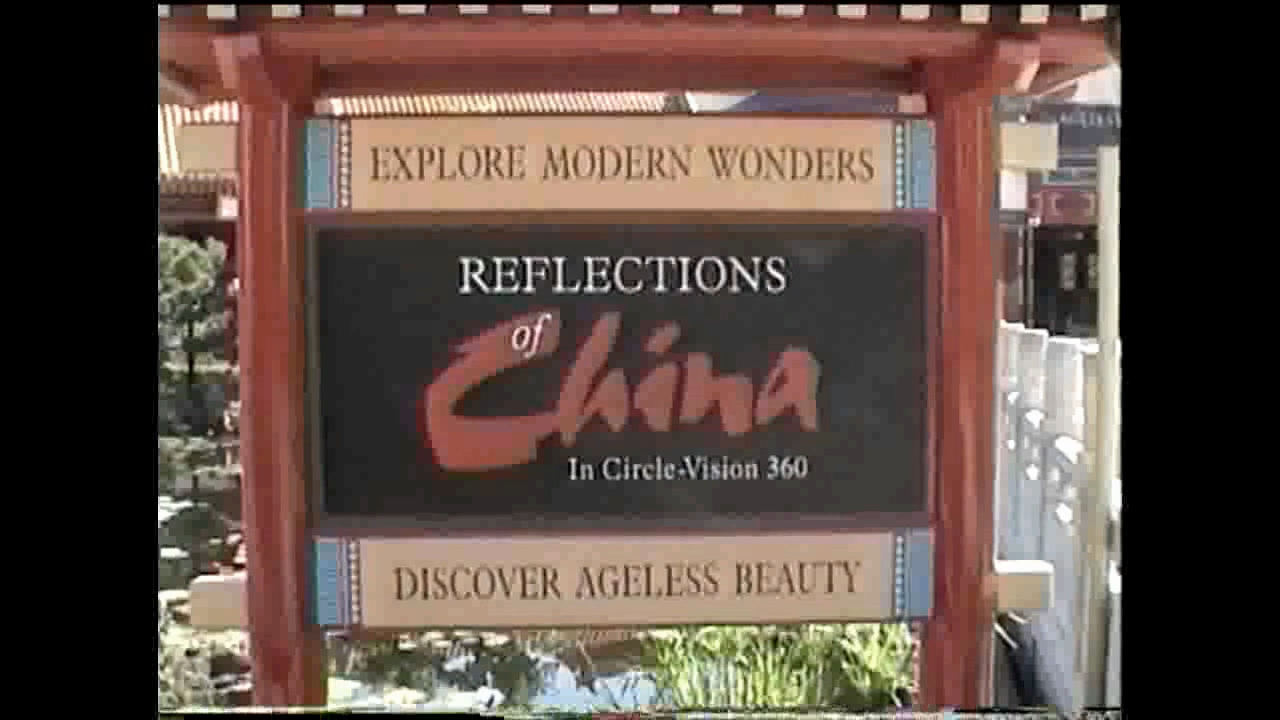 EXPLORE MODERN WONDERS
REFLECTIONS
of
China
In Circle-Vision 360
DISCOVER AGELESS BEAUTY